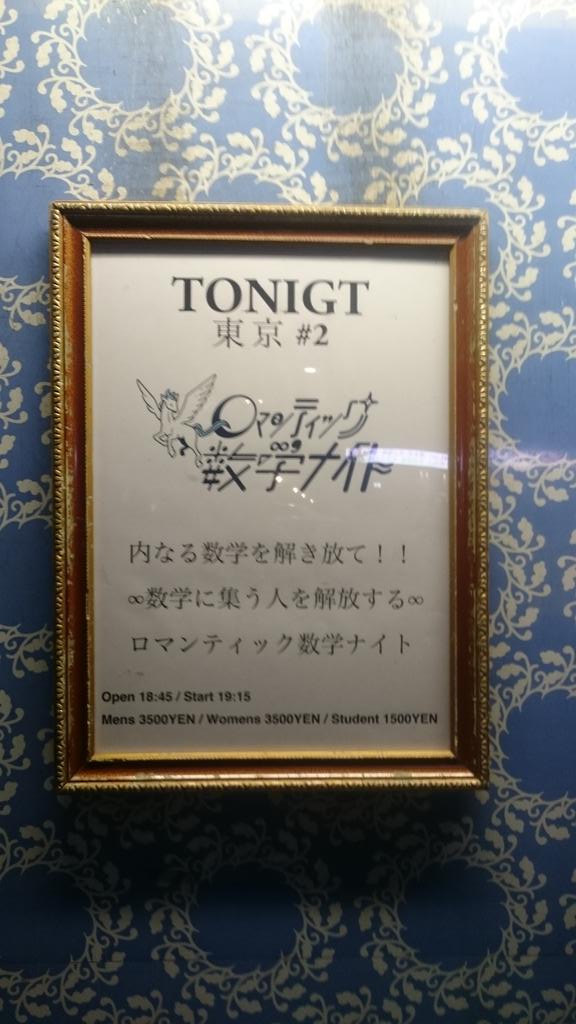 TONIGT
東京 #2
ロマンティック
数学ナイト
内なる数学を解き放て！！
∞数学に集う人を解放する∞
ロマンティック数学ナイト
Open 18:45 / Start 19:15
Mens 3500YEN / Womens 3500YEN / Student 1500YEN